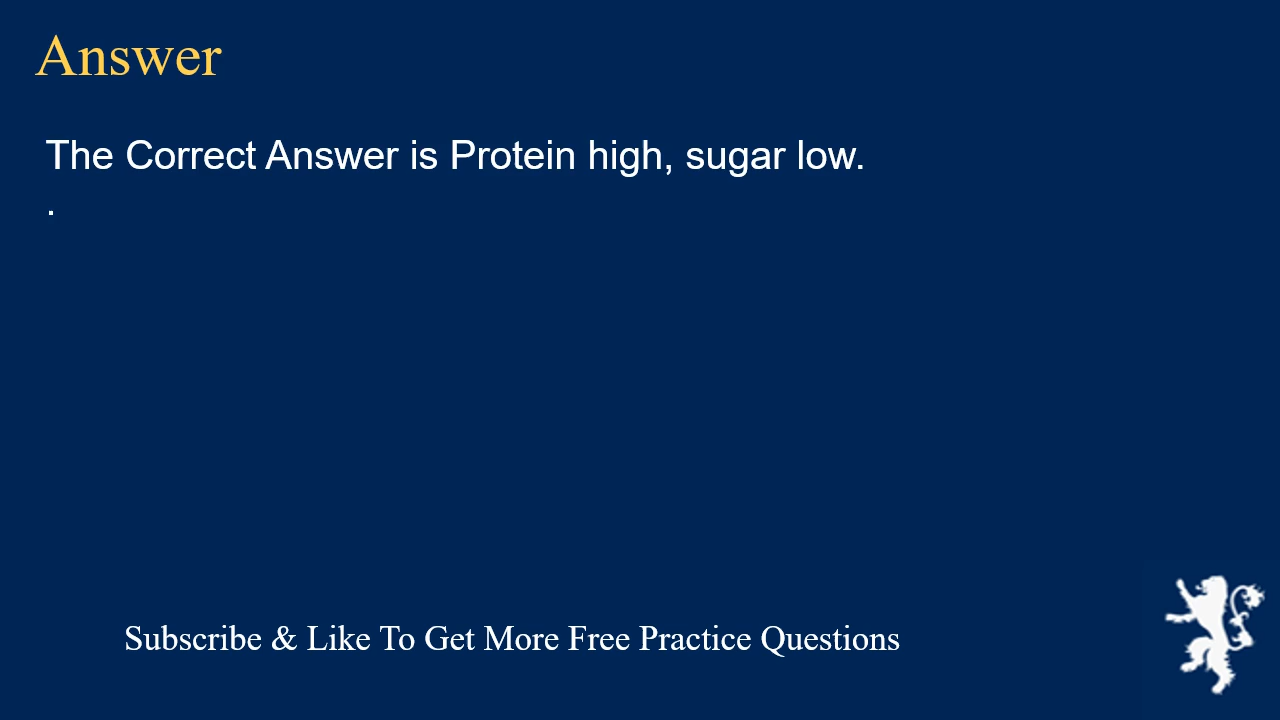 Answer
The Correct Answer is Protein high, sugar low.
.
Subscribe & Like To Get More Free Practice Questions